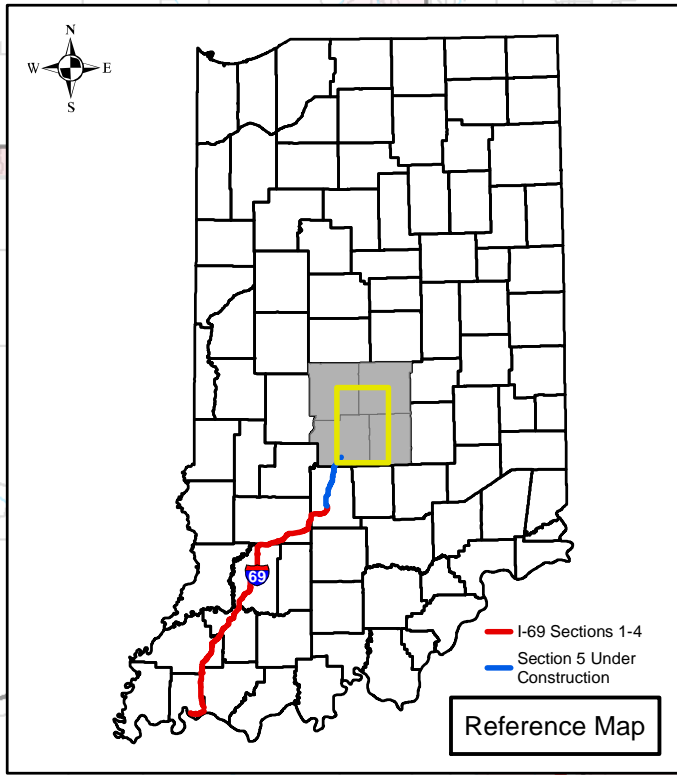 N
W E
S
69
I-69 Sections 1-4
Section 5 Under
Construction
Reference Map